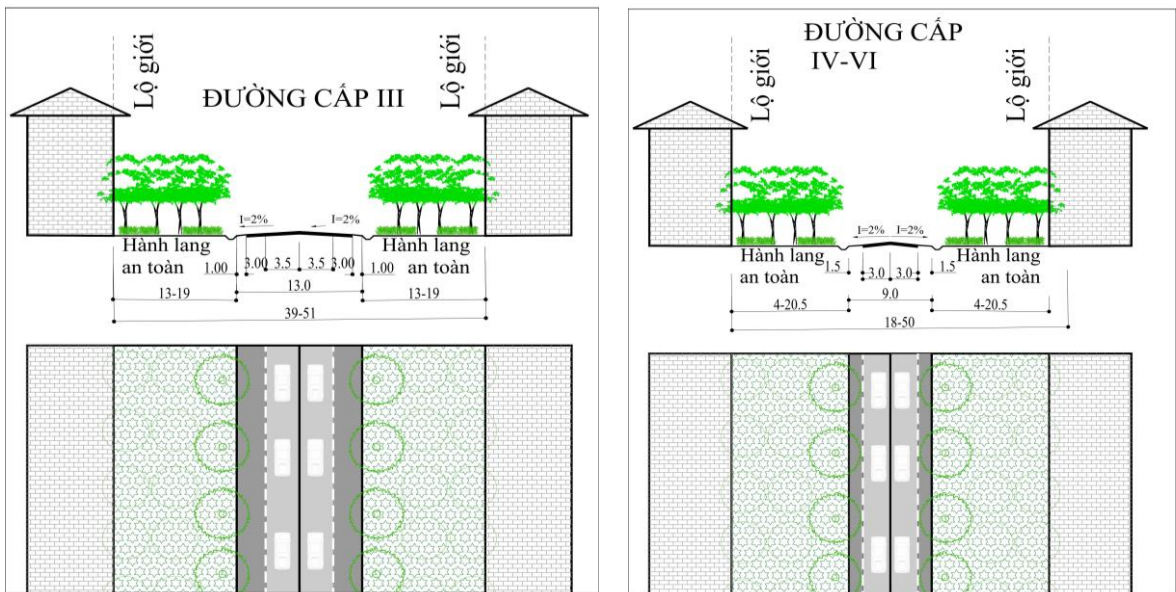 Lộ giới
Lộ giới
ĐƯỜNG CẤP III
I=2%
I=2%
Hành lang
an toàn
Hành lang
an toàn
1.00
3.00
3.5
3.5
3.00
1.00
13-19
13.0
13-19
39-51
ĐƯỜNG CẤP
IV-VI
Lộ giới
Lộ giới
I=2%
I=2%
Hành lang
an toàn
Hành lang
an toàn
1.5
3.0
3.0
1.5
4-20.5
9.0
4-20.5
18-50